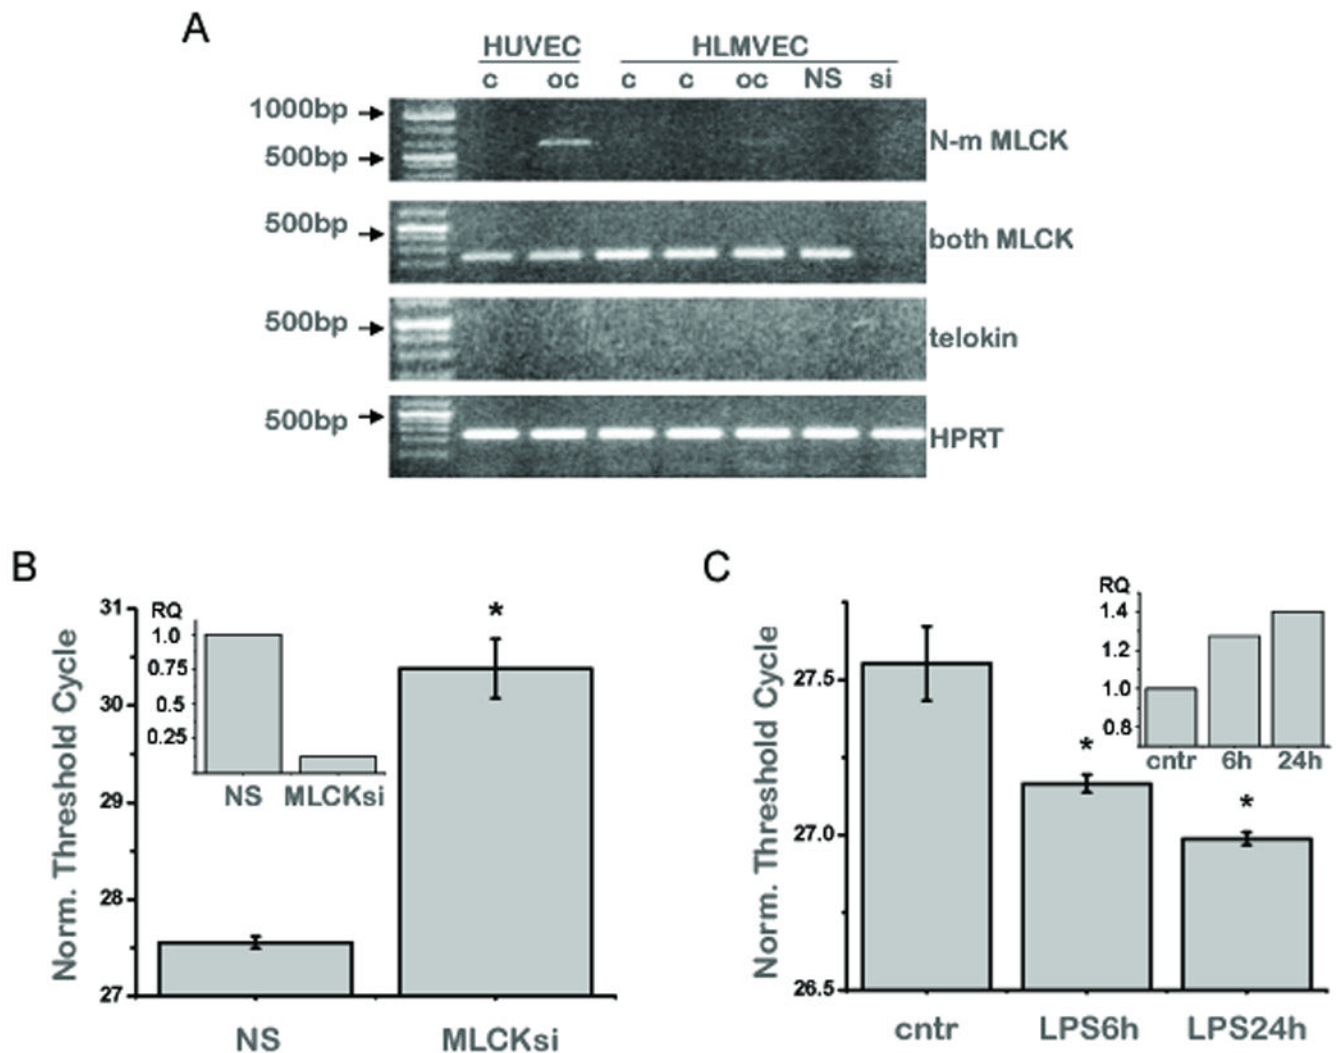 A
HUVEC HLMVEC
c oc c c oc NS si
1000bp
500bp
N-m MLCK
500bp
both MLCK
500bp
telokin
500bp
HPRT
B
Norm. Threshold Cycle
31
30
29
28
27
RQ
1.0
0.75
0.5
0.25
NS MLCKsi
*
NS MLCKsi
C
Norm. Threshold Cycle
27.5
27.0
26.5
*
*
RQ
1.4
1.2
1.0
0.8
cntr 6h 24h
cntr LPS6h LPS24h